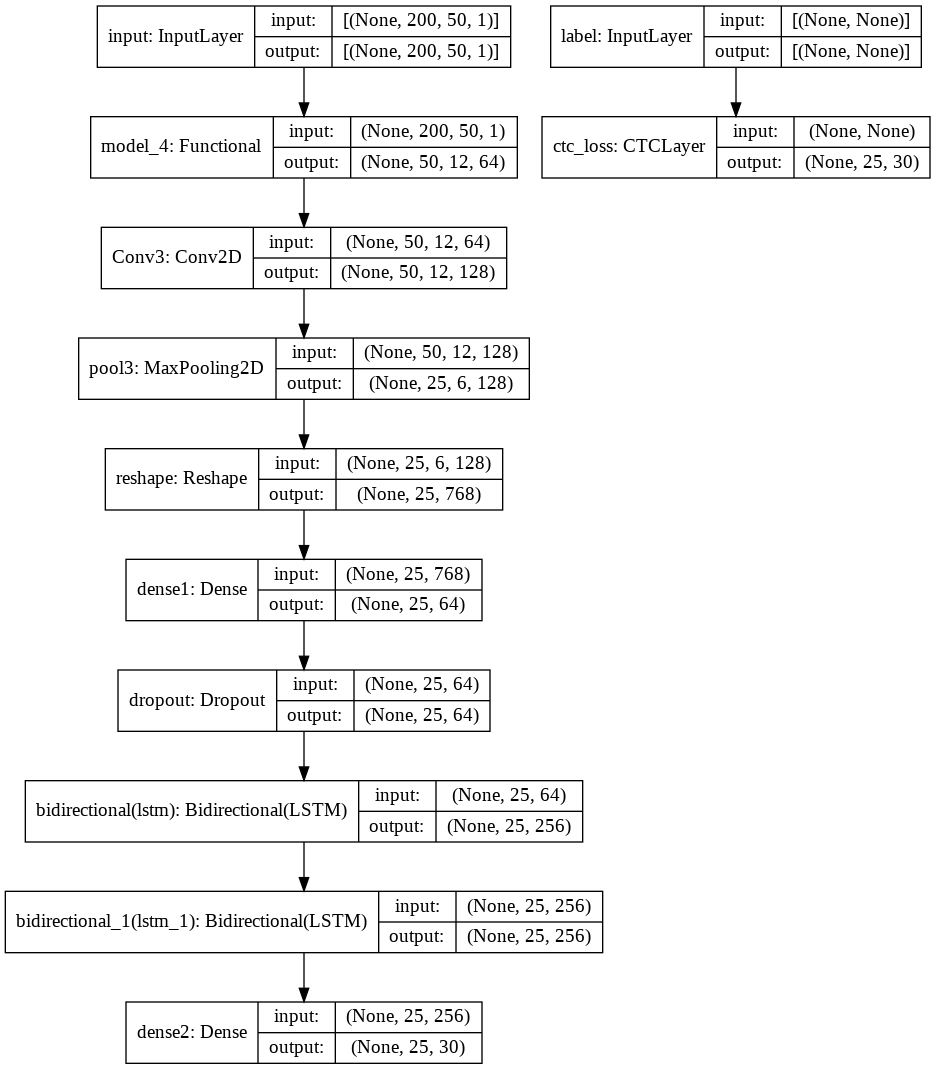 input: InputLayer input: [(None, 200, 50, 1)]
output: [(None, 200, 50, 1)]
label: InputLayer input: [(None, None)]
output: [(None, None)]
model_4: Functional input: (None, 200, 50, 1)
output: (None, 50, 12, 64)
ctc_loss: CTCLayer input: (None, None)
output: (None, 25, 30)
Conv3: Conv2D input: (None, 50, 12, 64)
output: (None, 50, 12, 128)
pool3: MaxPooling2D input: (None, 50, 12, 128)
output: (None, 25, 6, 128)
reshape: Reshape input: (None, 25, 6, 128)
output: (None, 25, 768)
dense1: Dense input: (None, 25, 768)
output: (None, 25, 64)
dropout: Dropout input: (None, 25, 64)
output: (None, 25, 64)
bidirectional(lstm): Bidirectional(LSTM) input: (None, 25, 64)
output: (None, 25, 256)
bidirectional_1(lstm_1): Bidirectional(LSTM) input: (None, 25, 256)
output: (None, 25, 256)
dense2: Dense input: (None, 25, 256)
output: (None, 25, 30)